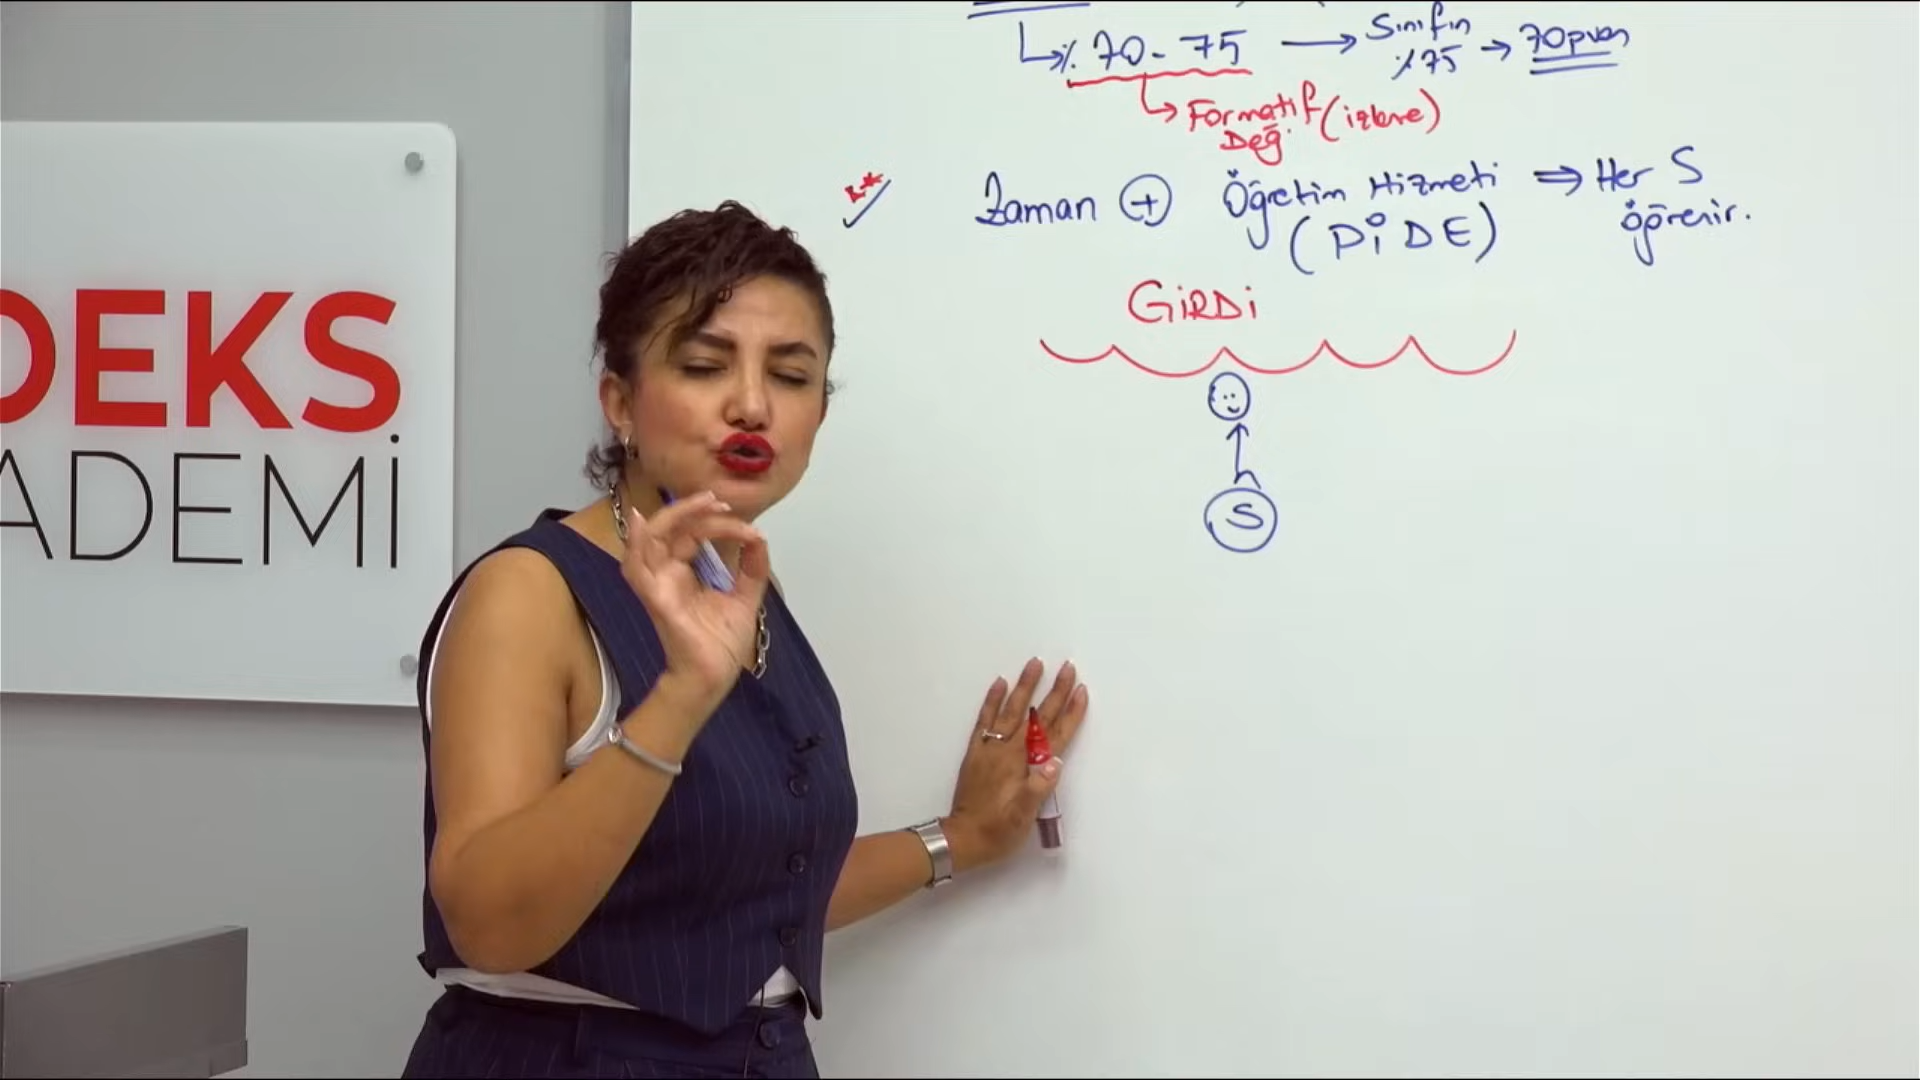 DEKS
ADEMİ
% 70-75 → Sınıfın %75 → 70puan
Formatif (izleme)
Değ.
Zaman + Öğretim Hizmeti ⇒ Her S
(PİDE) öğrenir.
GİRDİ
S